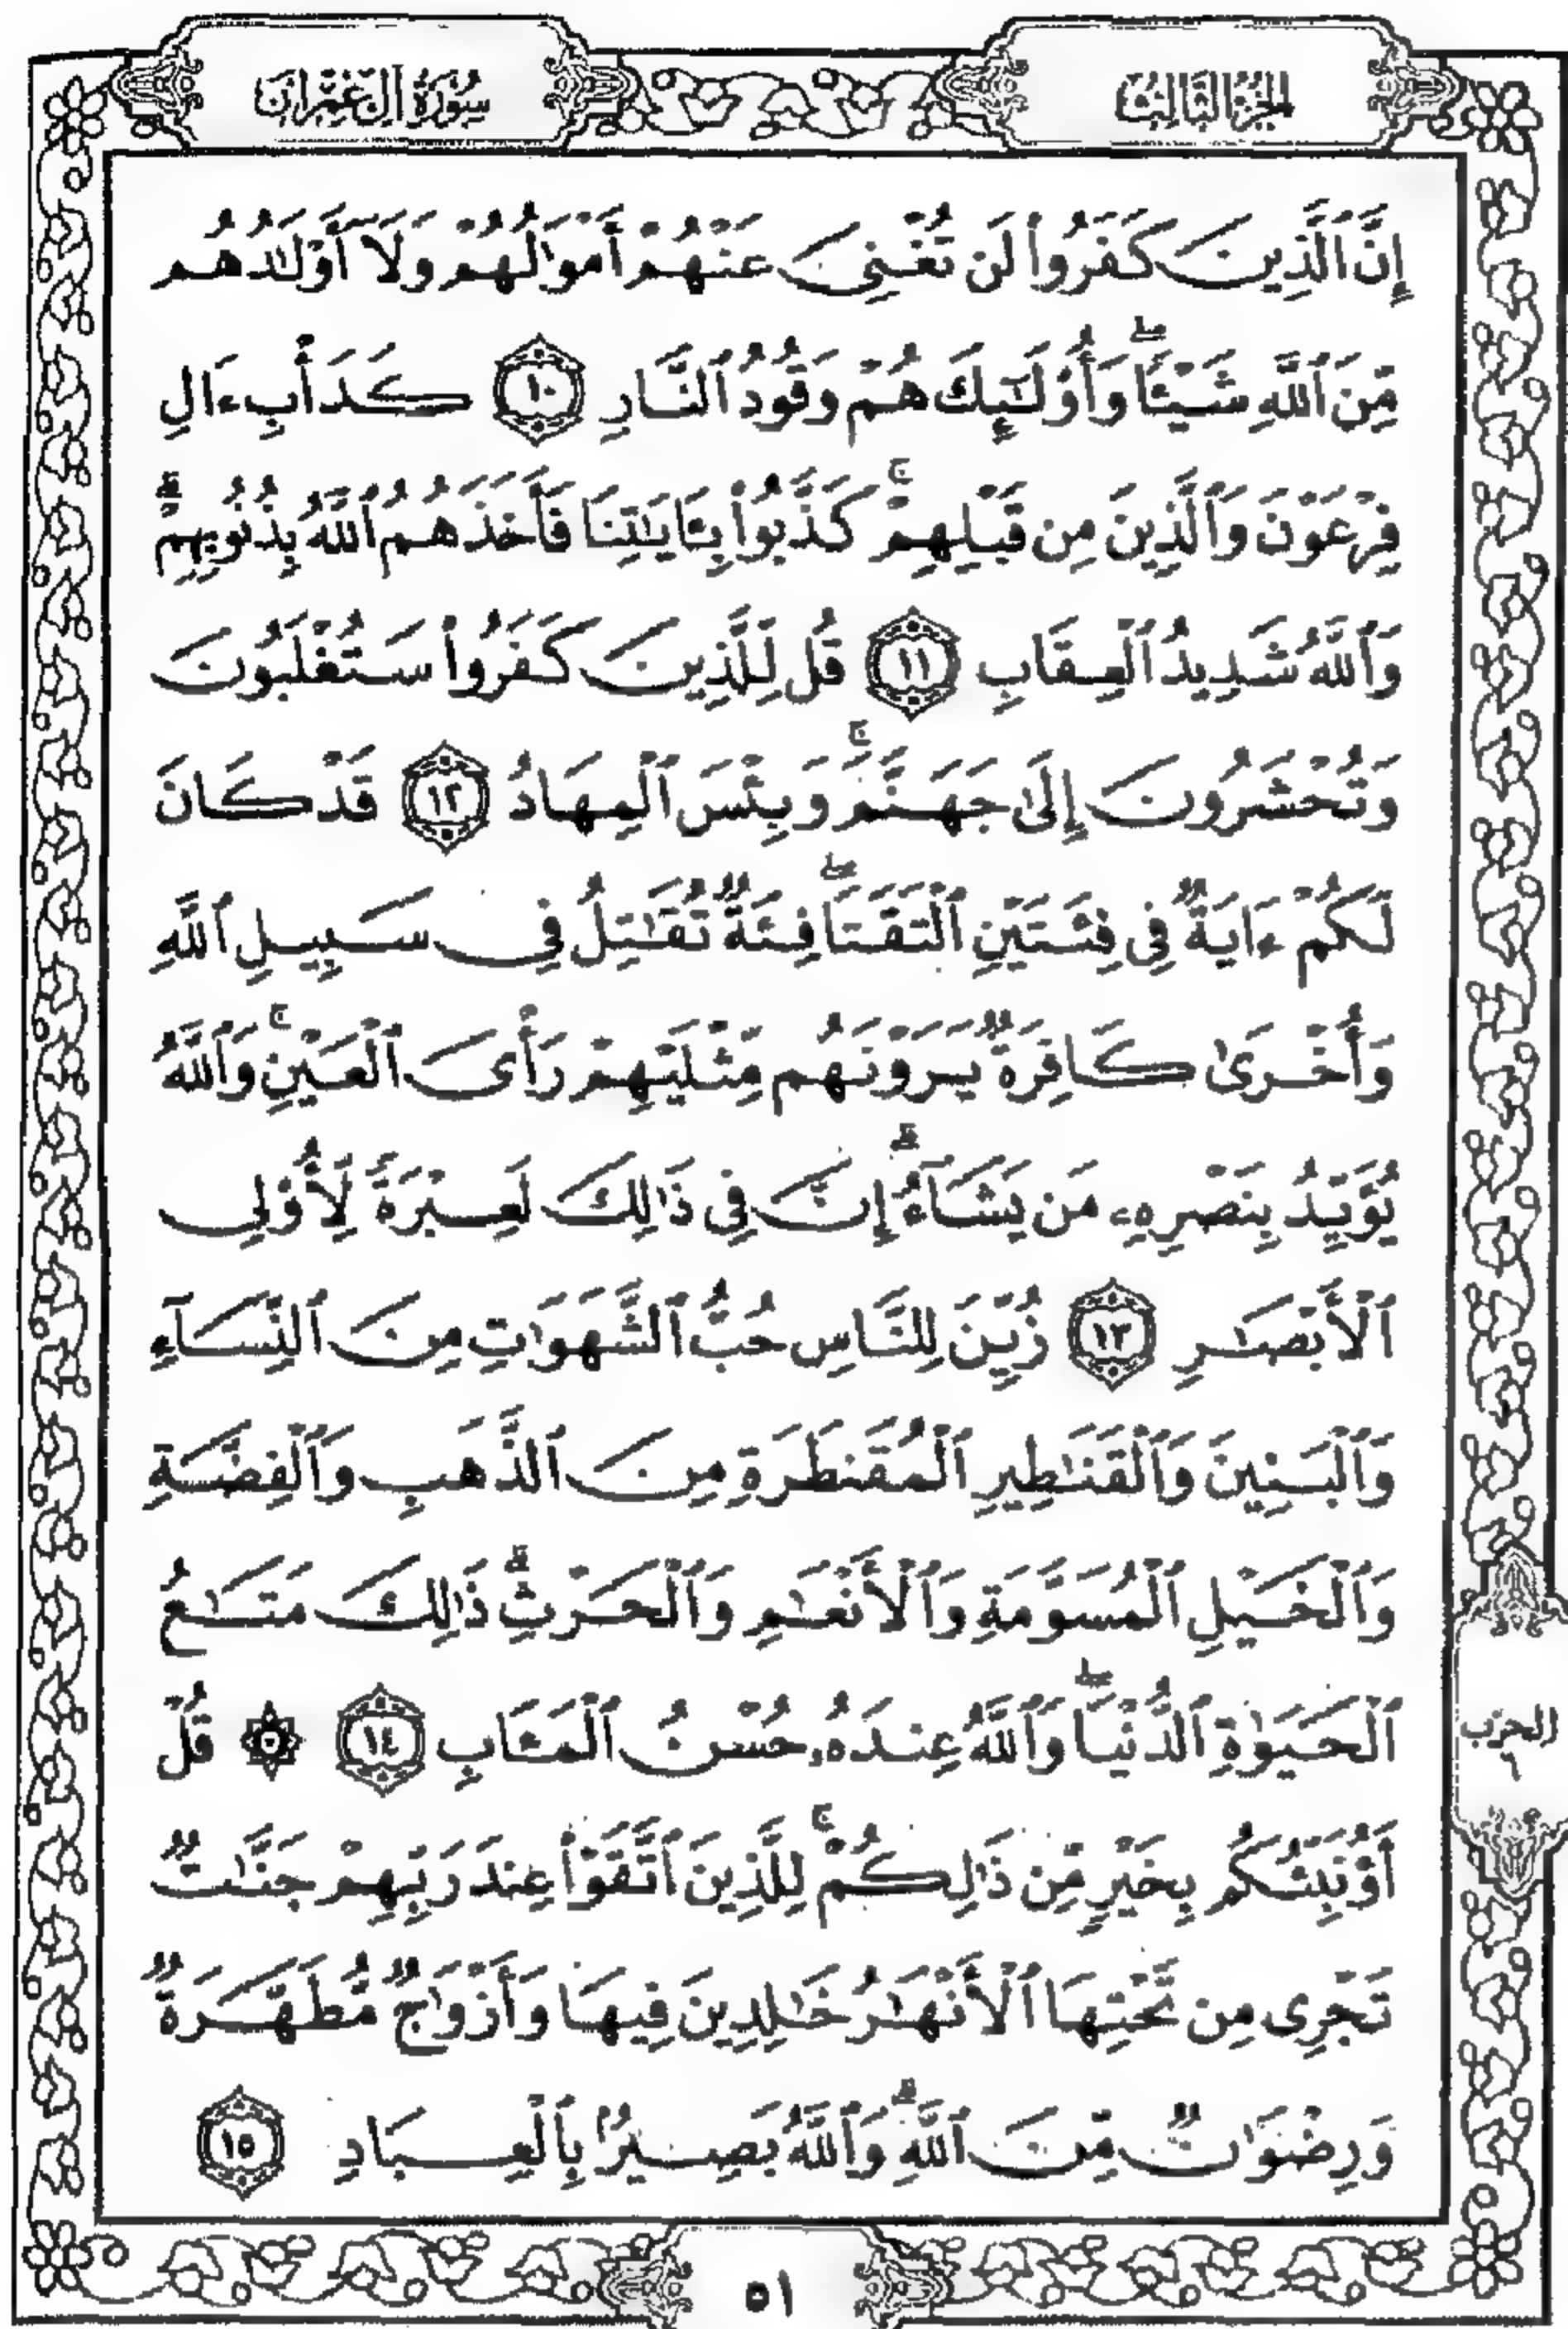 الجزء الثالث
سورة آل عمران
إِنَّ ٱلَّذِينَ كَفَرُوا۟ لَن تُغْنِىَ عَنْهُمْ أَمْوَٰلُهُمْ وَلَآ أَوْلَٰدُهُم
مِّنَ ٱللَّهِ شَيْـًٔا ۖ وَأُو۟لَٰٓئِكَ هُمْ وَقُودُ ٱلنَّارِ ١٠ كَدَأْبِ ءَالِ
فِرْعَوْنَ وَٱلَّذِينَ مِن قَبْلِهِمْ ۚ كَذَّبُوا۟ بِـَٔايَٰتِنَا فَأَخَذَهُمُ ٱللَّهُ بِذُنُوبِهِمْ ۗ
وَٱللَّهُ شَدِيدُ ٱلْعِقَابِ ١١ قُل لِّلَّذِينَ كَفَرُوا۟ سَتُغْلَبُونَ
وَتُحْشَرُونَ إِلَىٰ جَهَنَّمَ ۚ وَبِئْسَ ٱلْمِهَادُ ١٢ قَدْ كَانَ
لَكُمْ ءَايَةٌ فِى فِئَتَيْنِ ٱلْتَقَتَا ۖ فِئَةٌ تُقَٰتِلُ فِى سَبِيلِ ٱللَّهِ
وَأُخْرَىٰ كَافِرَةٌ يَرَوْنَهُم مِّثْلَيْهِمْ رَأْىَ ٱلْعَيْنِ ۚ وَٱللَّهُ
يُؤَيِّدُ بِنَصْرِهِۦ مَن يَشَآءُ ۗ إِنَّ فِى ذَٰلِكَ لَعِبْرَةً لِّأُو۟لِى
ٱلْأَبْصَٰرِ ١٣ زُيِّنَ لِلنَّاسِ حُبُّ ٱلشَّهَوَٰتِ مِنَ ٱلنِّسَآءِ
وَٱلْبَنِينَ وَٱلْقَنَٰطِيرِ ٱلْمُقَنطَرَةِ مِنَ ٱلذَّهَبِ وَٱلْفِضَّةِ
وَٱلْخَيْلِ ٱلْمُسَوَّمَةِ وَٱلْأَنْعَٰمِ وَٱلْحَرْثِ ۗ ذَٰلِكَ مَتَٰعُ
ٱلْحَيَوٰةِ ٱلدُّنْيَا ۖ وَٱللَّهُ عِندَهُۥ حُسْنُ ٱلْمَـَٔابِ ١٤ ۞ قُلْ
أَؤُنَبِّئُكُم بِخَيْرٍ مِّن ذَٰلِكُمْ ۚ لِلَّذِينَ ٱتَّقَوْا۟ عِندَ رَبِّهِمْ جَنَّٰتٌ
تَجْرِى مِن تَحْتِهَا ٱلْأَنْهَٰرُ خَٰلِدِينَ فِيهَا وَأَزْوَٰجٌ مُّطَهَّرَةٌ
وَرِضْوَٰنٌ مِّنَ ٱللَّهِ ۗ وَٱللَّهُ بَصِيرٌۢ بِٱلْعِبَادِ ١٥
الحزب
٦
٥١